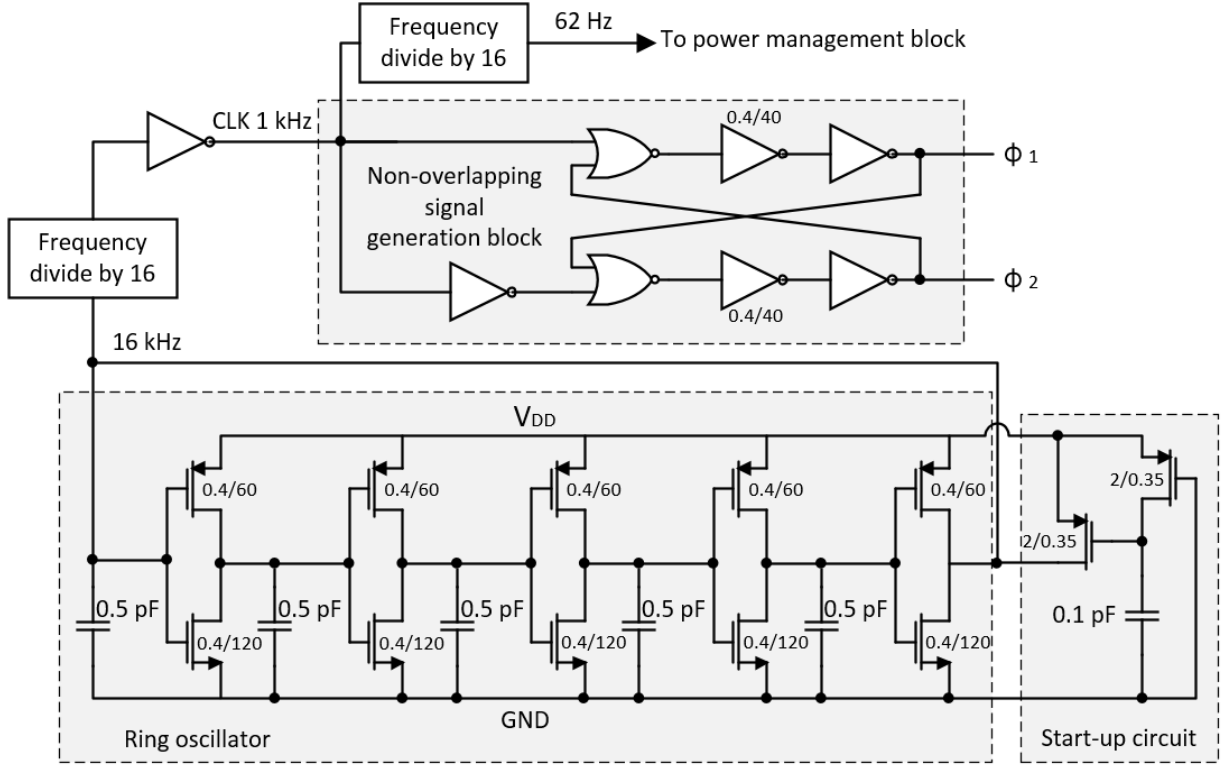 Frequency
divide by 16
62 Hz
To power management block
CLK 1 kHz
0.4/40
Φ 1
Non-overlapping
signal
generation block
Frequency
divide by 16
Φ 2
0.4/40
16 kHz
VDD
0.4/60
0.4/60
0.4/60
0.4/60
0.4/60
2/0.35
2/0.35
0.5 pF
0.5 pF
0.5 pF
0.5 pF
0.5 pF
0.1 pF
0.4/120
0.4/120
0.4/120
0.4/120
0.4/120
GND
Ring oscillator
Start-up circuit